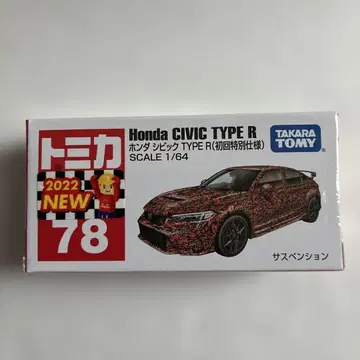 トミカ
2022
NEW
78
Honda CIVIC TYPE R
ホンダ シビック TYPE R(初回特別仕様)
SCALE 1/64
TAKARA
TOMY
サスペンション